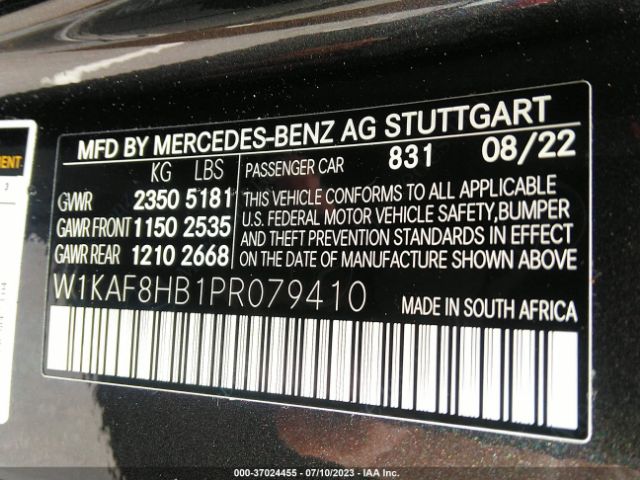 MFD BY MERCEDES-BENZ AG STUTTGART
KG LBS PASSENGER CAR 831 08/22
GVWR 2350 5181
GAWR FRONT 1150 2535
GAWR REAR 1210 2668
THIS VEHICLE CONFORMS TO ALL APPLICABLE
U.S. FEDERAL MOTOR VEHICLE SAFETY,BUMPER
AND THEFT PREVENTION STANDARDS IN EFFECT
ON THE DATE OF MANUFACTURE SHOWN ABOVE.
W1KAF8HB1PR079410 MADE IN SOUTH AFRICA
000-37024455 - 07/10/2023 - IAA Inc.